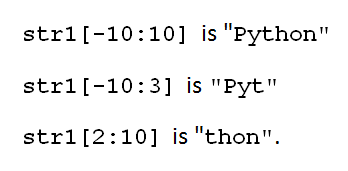 str1[-10:10] is "Python"
str1[-10:3] is "Pyt"
str1[2:10] is "thon".